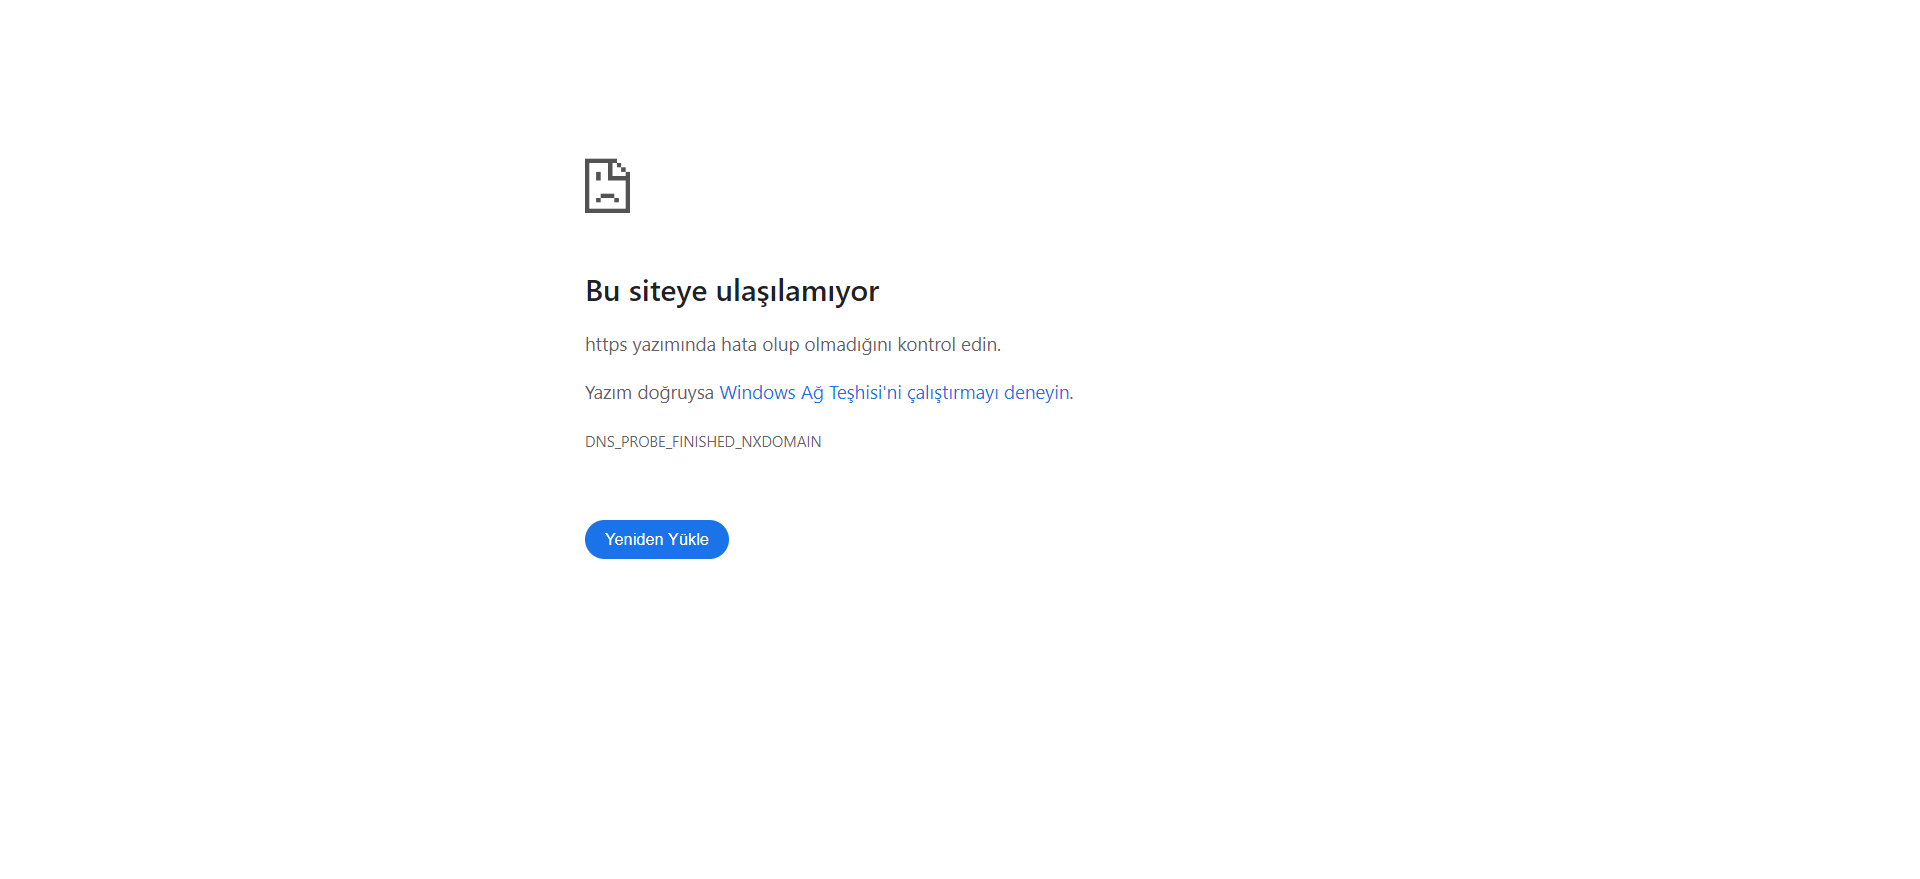 Bu siteye ulaşılamıyor
https yazımında hata olup olmadığını kontrol edin.
Yazım doğruysa Windows Ağ Teşhisi'ni çalıştırmayı deneyin.
DNS_PROBE_FINISHED_NXDOMAIN
Yeniden Yükle